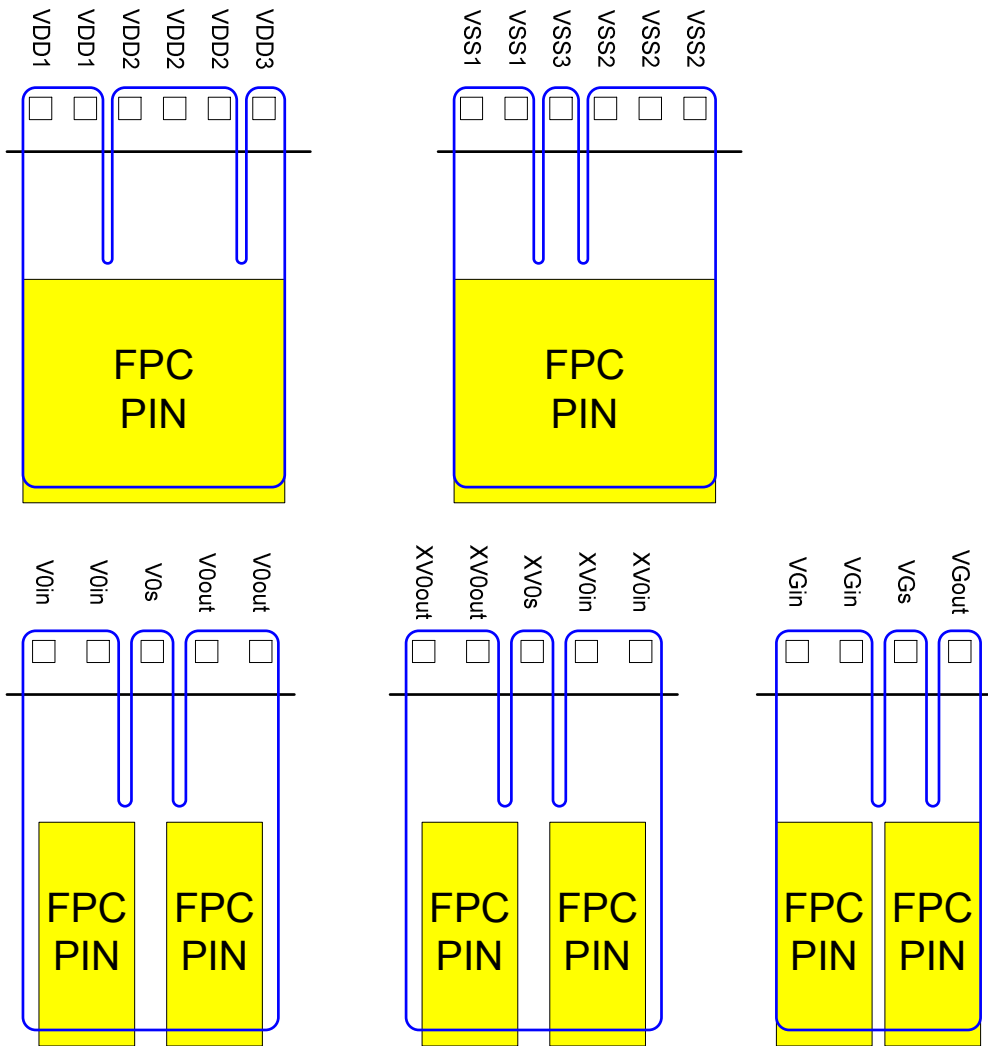 VDD1
VDD1
VDD2
VDD2
VDD2
VDD3
VSS1
VSS1
VSS3
VSS2
VSS2
VSS2
FPC
PIN
FPC
PIN
V0in
V0in
V0s
V0out
V0out
XV0out
XV0out
XV0s
XV0in
XV0in
VGin
VGin
VGs
VGout
FPC
PIN
FPC
PIN
FPC
PIN
FPC
PIN
FPC
PIN
FPC
PIN